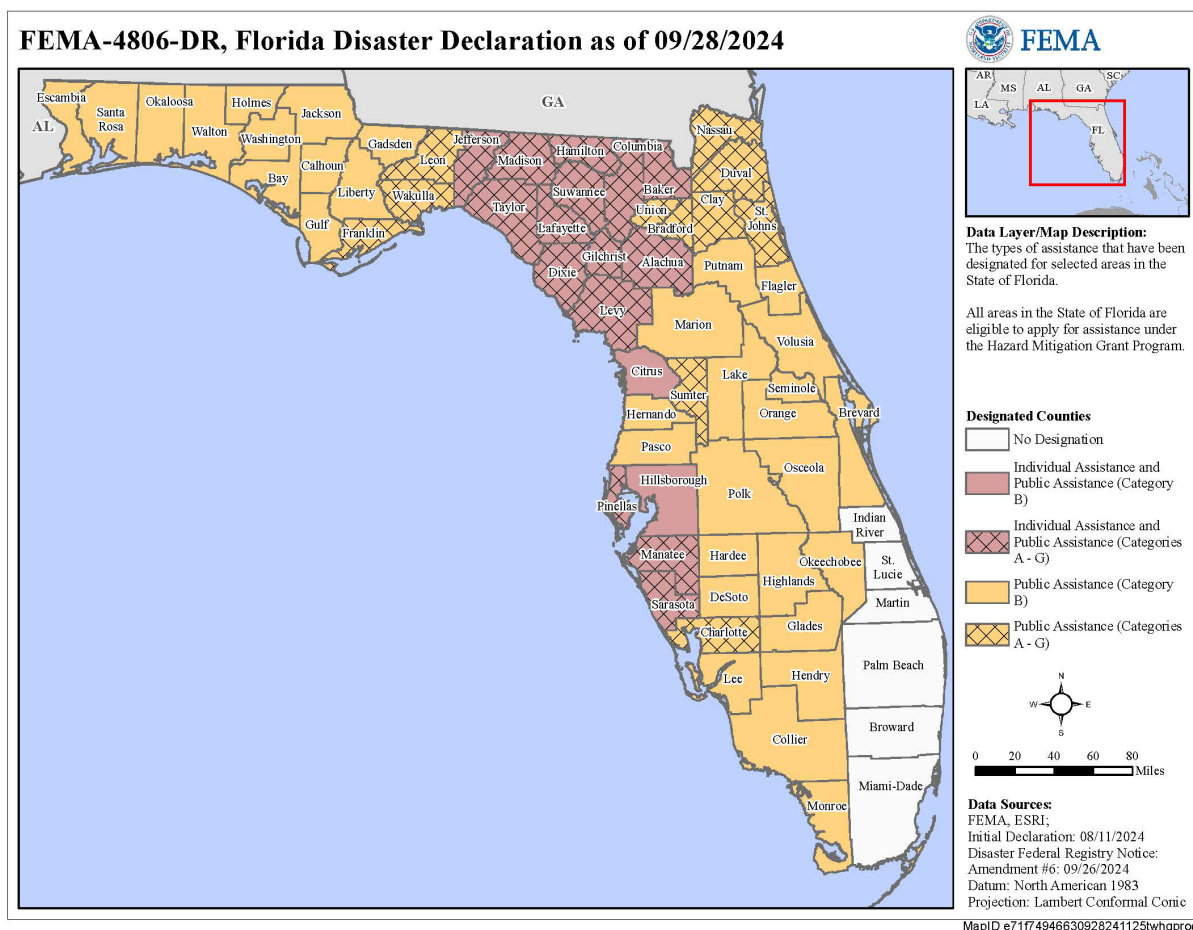 FEMA-4806-DR, Florida Disaster Declaration as of 09/28/2024
FEMA
GA
AL
Escambia
Santa
Rosa
Okaloosa
Walton
Holmes
Washington
Jackson
Bay
Calhoun
Gulf
Liberty
Gadsden
Franklin
Leon
Wakulla
Jefferson
Madison
Taylor
Hamilton
Suwannee
Lafayette
Dixie
Columbia
Gilchrist
Levy
Baker
Union
Bradford
Alachua
Nassau
Duval
Clay
St.
Johns
Putnam
Flagler
Marion
Volusia
Citrus
Sumter
Lake
Seminole
Hernando
Orange
Brevard
Pasco
Osceola
Hillsborough
Polk
Pinellas
Indian
River
Manatee
Hardee
Okeechobee
St.
Lucie
Highlands
Sarasota
DeSoto
Martin
Charlotte
Glades
Lee
Hendry
Palm Beach
Collier
Broward
Monroe
Miami-Dade
AR
MS
AL
GA
SC
LA
FL
Data Layer/Map Description:
The types of assistance that have been
designated for selected areas in the
State of Florida.
All areas in the State of Florida are
eligible to apply for assistance under
the Hazard Mitigation Grant Program.
Designated Counties
No Designation
Individual Assistance and
Public Assistance (Category
B)
Individual Assistance and
Public Assistance (Categories
A - G)
Public Assistance (Category
B)
Public Assistance (Categories
A - G)
N
W E
S
0 20 40 60 80
Miles
Data Sources:
FEMA, ESRI;
Initial Declaration: 08/11/2024
Disaster Federal Registry Notice:
Amendment #6: 09/26/2024
Datum: North American 1983
Projection: Lambert Conformal Conic
MapID e71f74946630928241125twhqprod